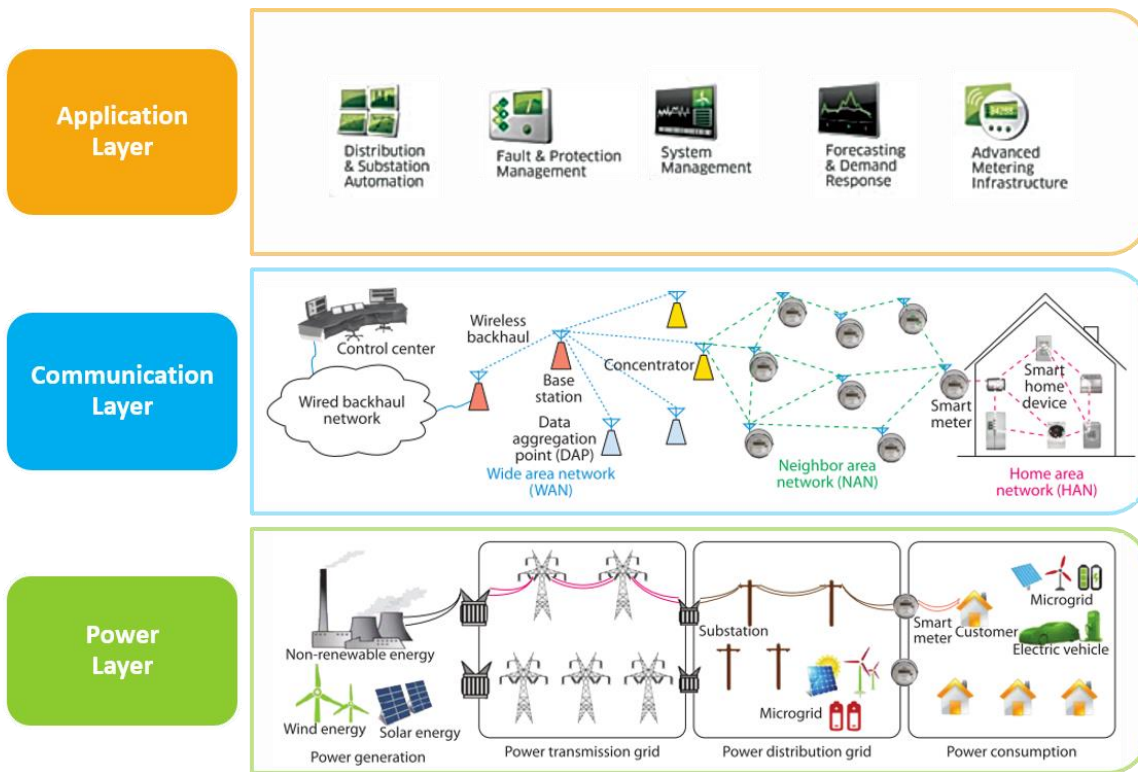 Application
Layer
Distribution
& Substation
Automation
Fault & Protection
Management
System
Management
Forecasting
& Demand
Response
Advanced
Metering
Infrastructure
Communication
Layer
Control center
Wired backhaul
network
Wireless
backhaul
Base
station
Data
aggregation
point (DAP)
Wide area network
(WAN)
Concentrator
Neighbor area
network (NAN)
Smart
meter
Smart
home
device
Home area
network (HAN)
Power
Layer
Non-renewable energy
Wind energy
Solar energy
Power generation
Power transmission grid
Substation
Microgrid
Power distribution grid
Smart
meter
Customer
Microgrid
Electric vehicle
Power consumption